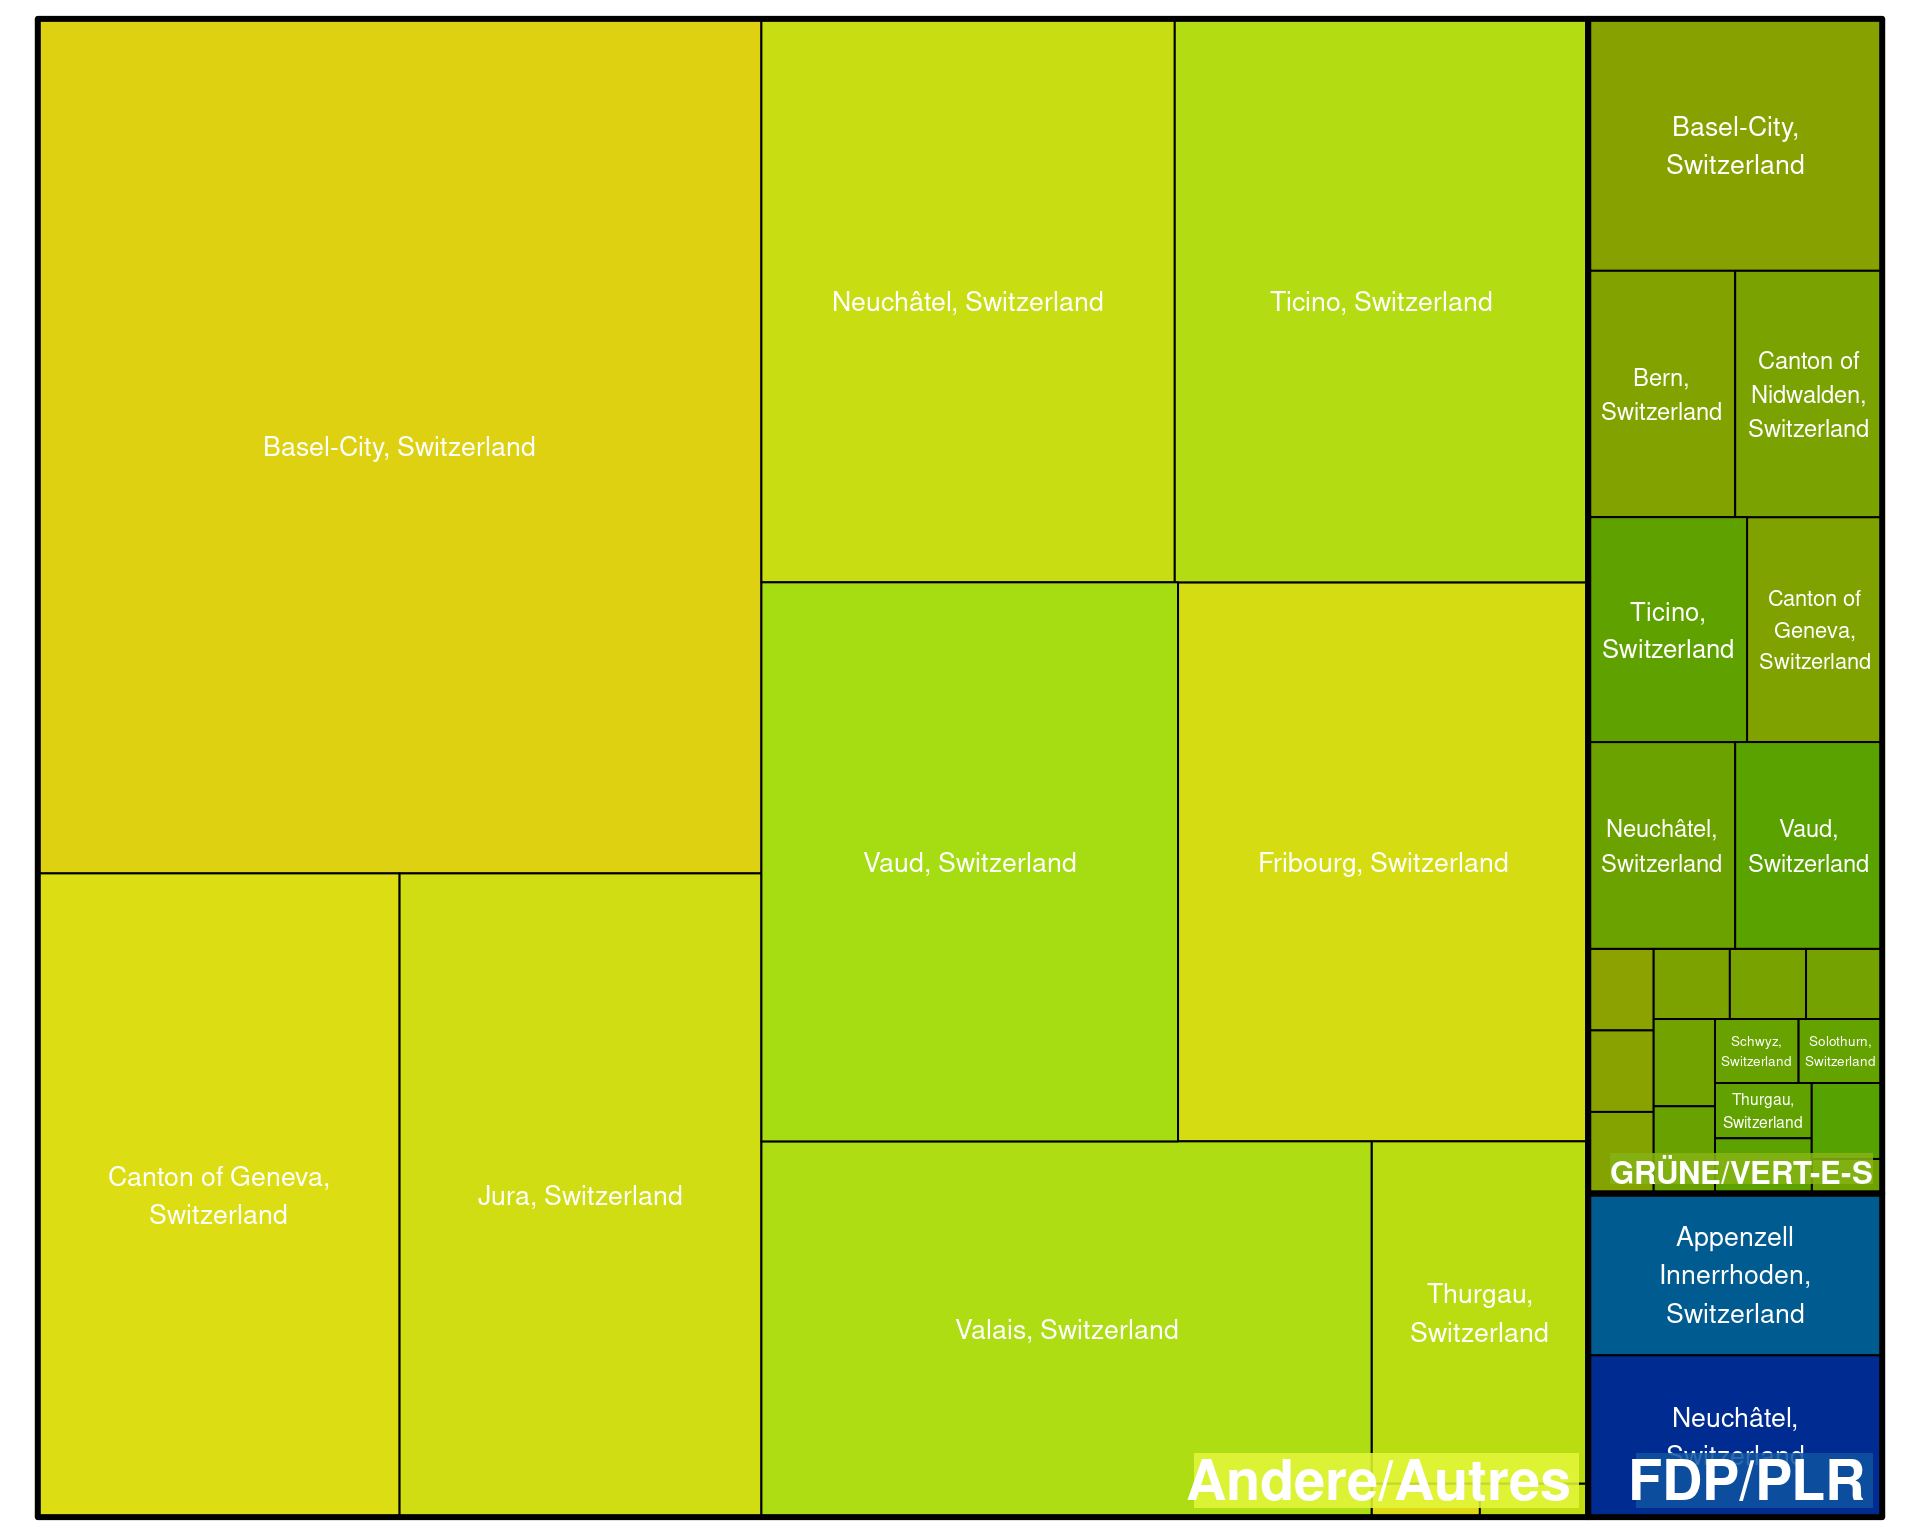 Basel-City, Switzerland
Neuchâtel, Switzerland
Ticino, Switzerland
Vaud, Switzerland
Fribourg, Switzerland
Canton of Geneva,
Switzerland
Jura, Switzerland
Valais, Switzerland
Thurgau,
Switzerland
Andere/Autres
Basel-City,
Switzerland
Bern,
Switzerland
Canton of
Nidwalden,
Switzerland
Ticino,
Switzerland
Canton of
Geneva,
Switzerland
Neuchâtel,
Switzerland
Vaud,
Switzerland
Schwyz,
Switzerland
Solothurn,
Switzerland
Thurgau,
Switzerland
GRÜNE/VERT-E-S
Appenzell
Innerrhoden,
Switzerland
Neuchâtel,
Switzerland
FDP/PLR